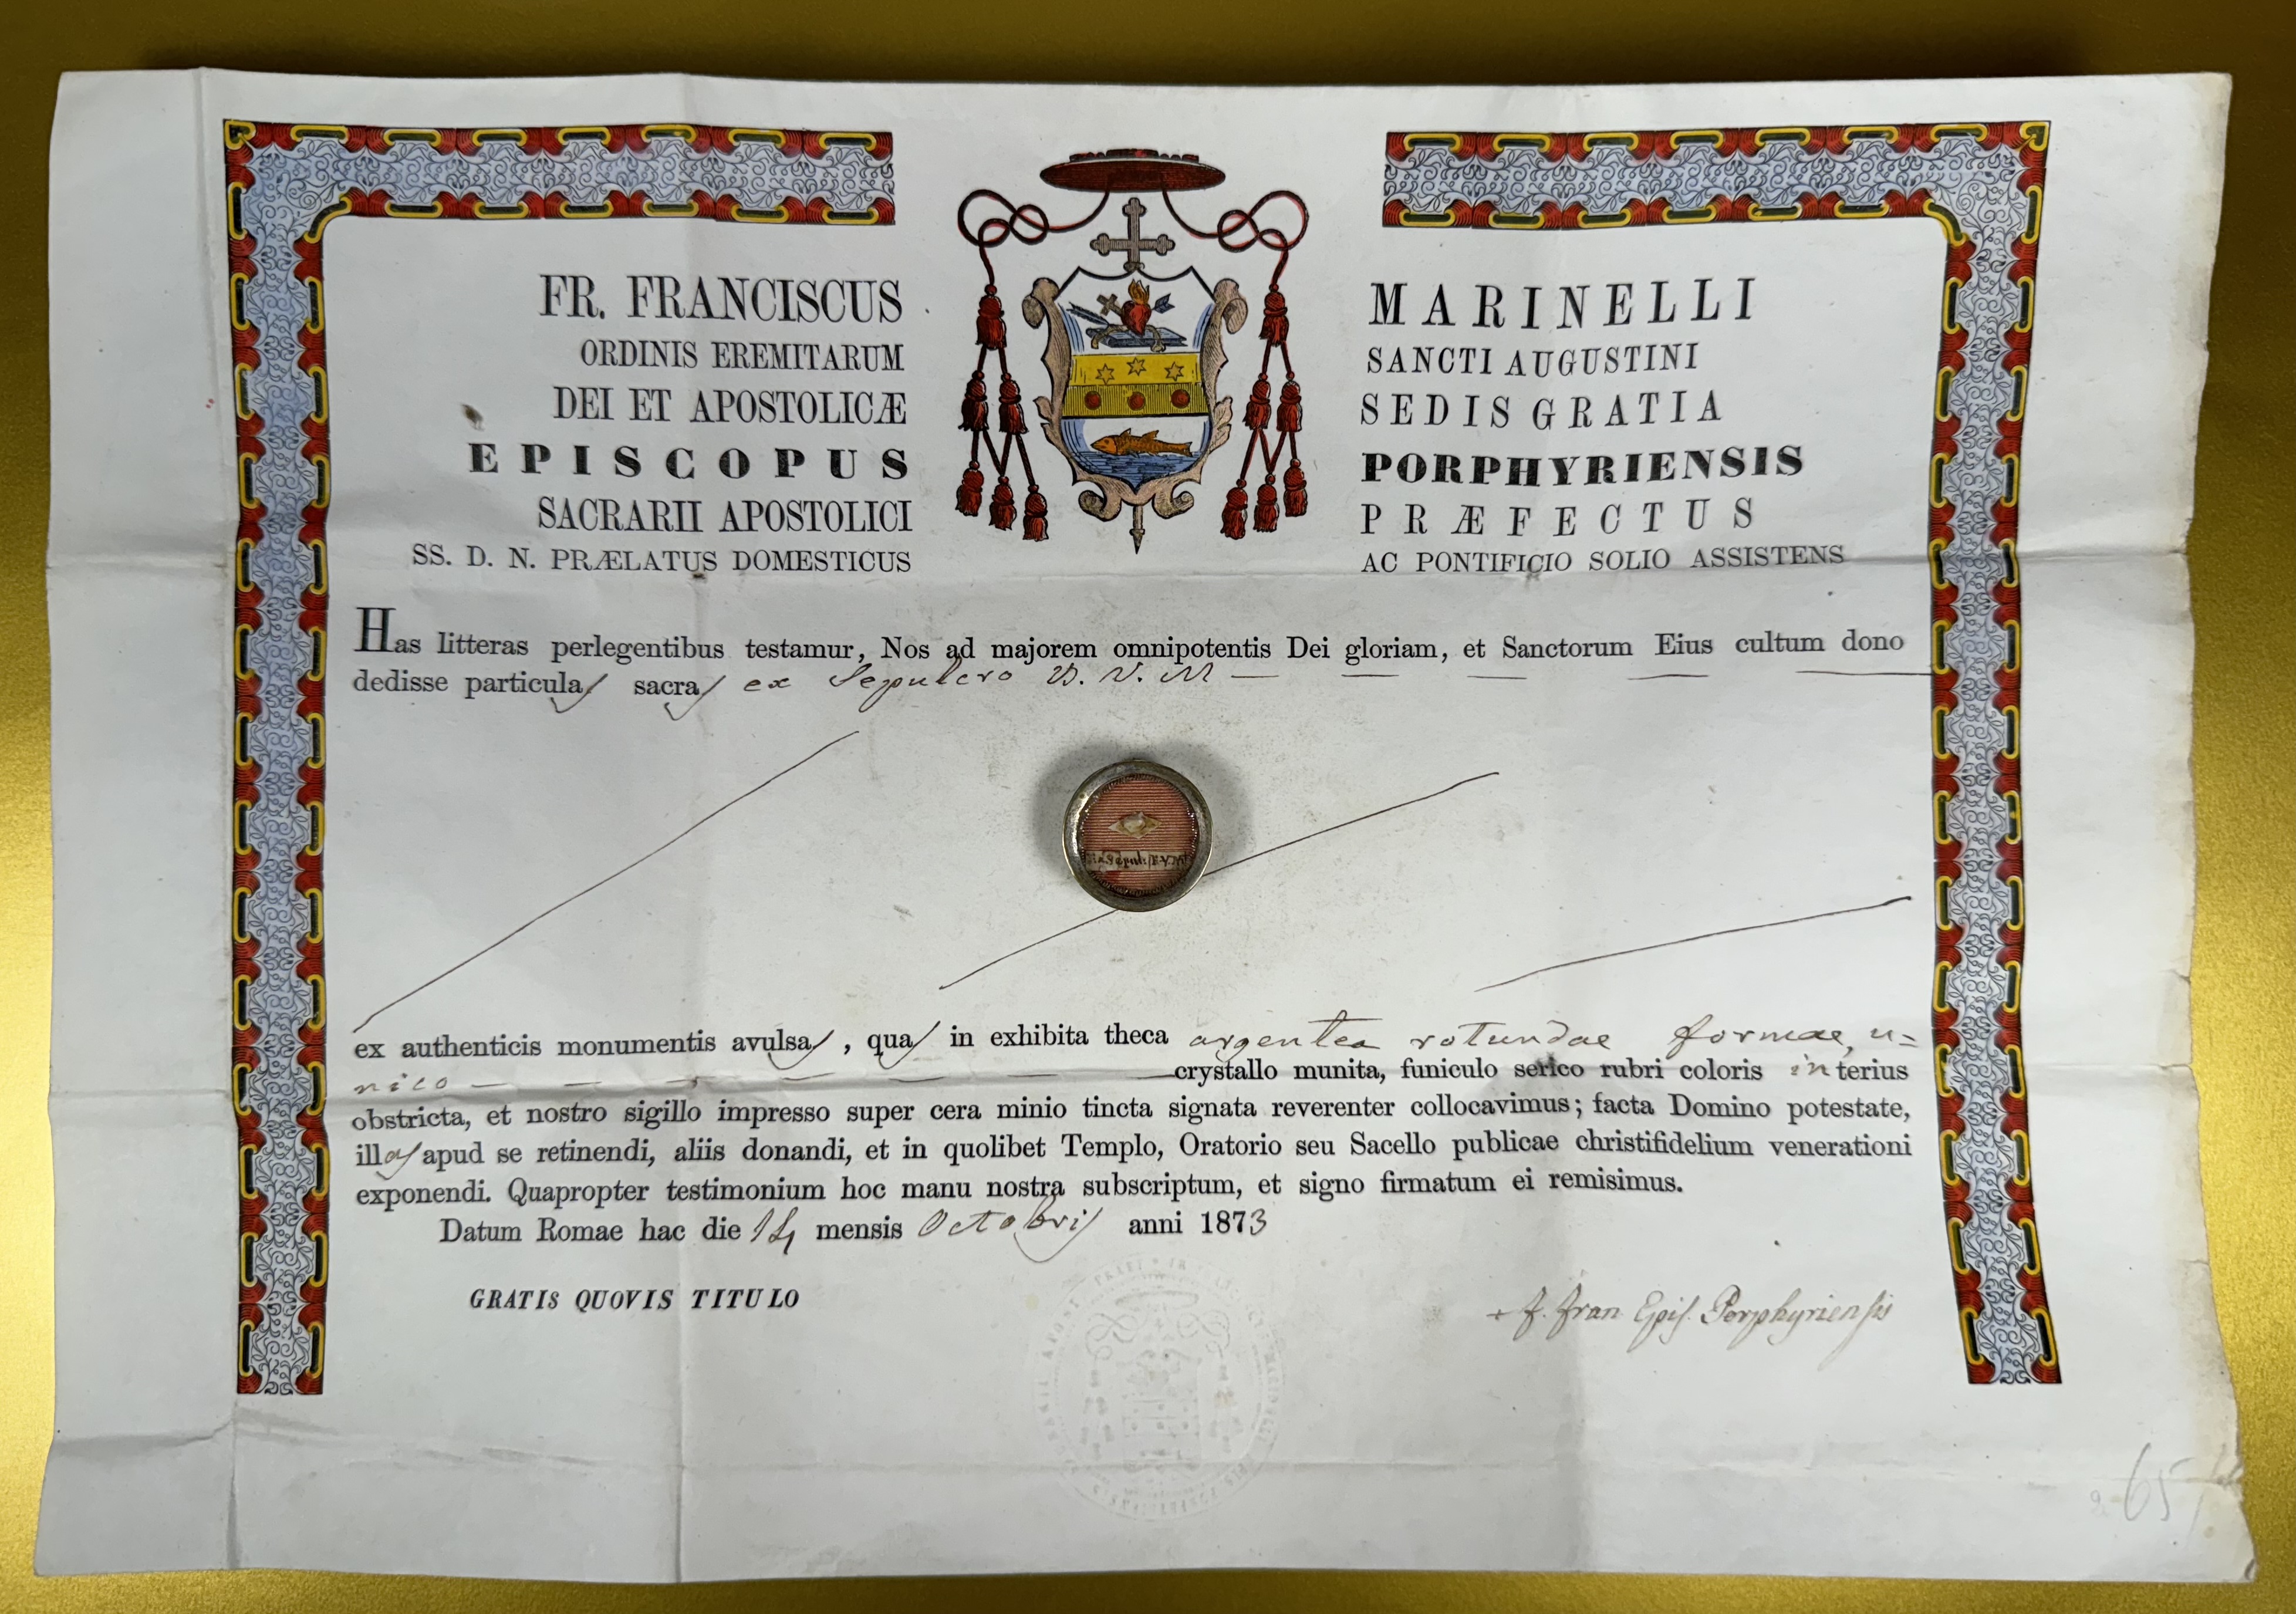 FR. FRANCISCUS MARINELLI
ORDINIS EREMITARUM SANCTI AUGUSTINI
DEI ET APOSTOLICÆ SEDIS GRATIA
EPISCOPUS PORPHYRIENSIS
SACRARII APOSTOLICI PRÆFECTUS
SS. D. N. PRÆLATUS DOMESTICUS AC PONTIFICIO SOLIO ASSISTENS
Has litteras perlegentibus testamur, Nos ad majorem omnipotentis Dei gloriam, et Sanctorum Eius cultum dono
dedisse particulas sacras ex Sepulcro B. V. M
ex authenticis monumentis avulsas, quas in exhibita theca argentea rotundae formae, u=
nico crystallo munita, funiculo serico rubri coloris interius
obstricta, et nostro sigillo impresso super cera minio tincta signata reverenter collocavimus; facta Domino potestate,
illas apud se retinendi, aliis donandi, et in quolibet Templo, Oratorio seu Sacello publicae christifidelium venerationi
exponendi. Quapropter testimonium hoc manu nostra subscriptum, et signo firmatum ei remisimus.
Datum Romae hac die 14 mensis Octobris anni 1873
GRATIS QUOVIS TITULO
+ F. Fran Epis. Porphyriensis
65